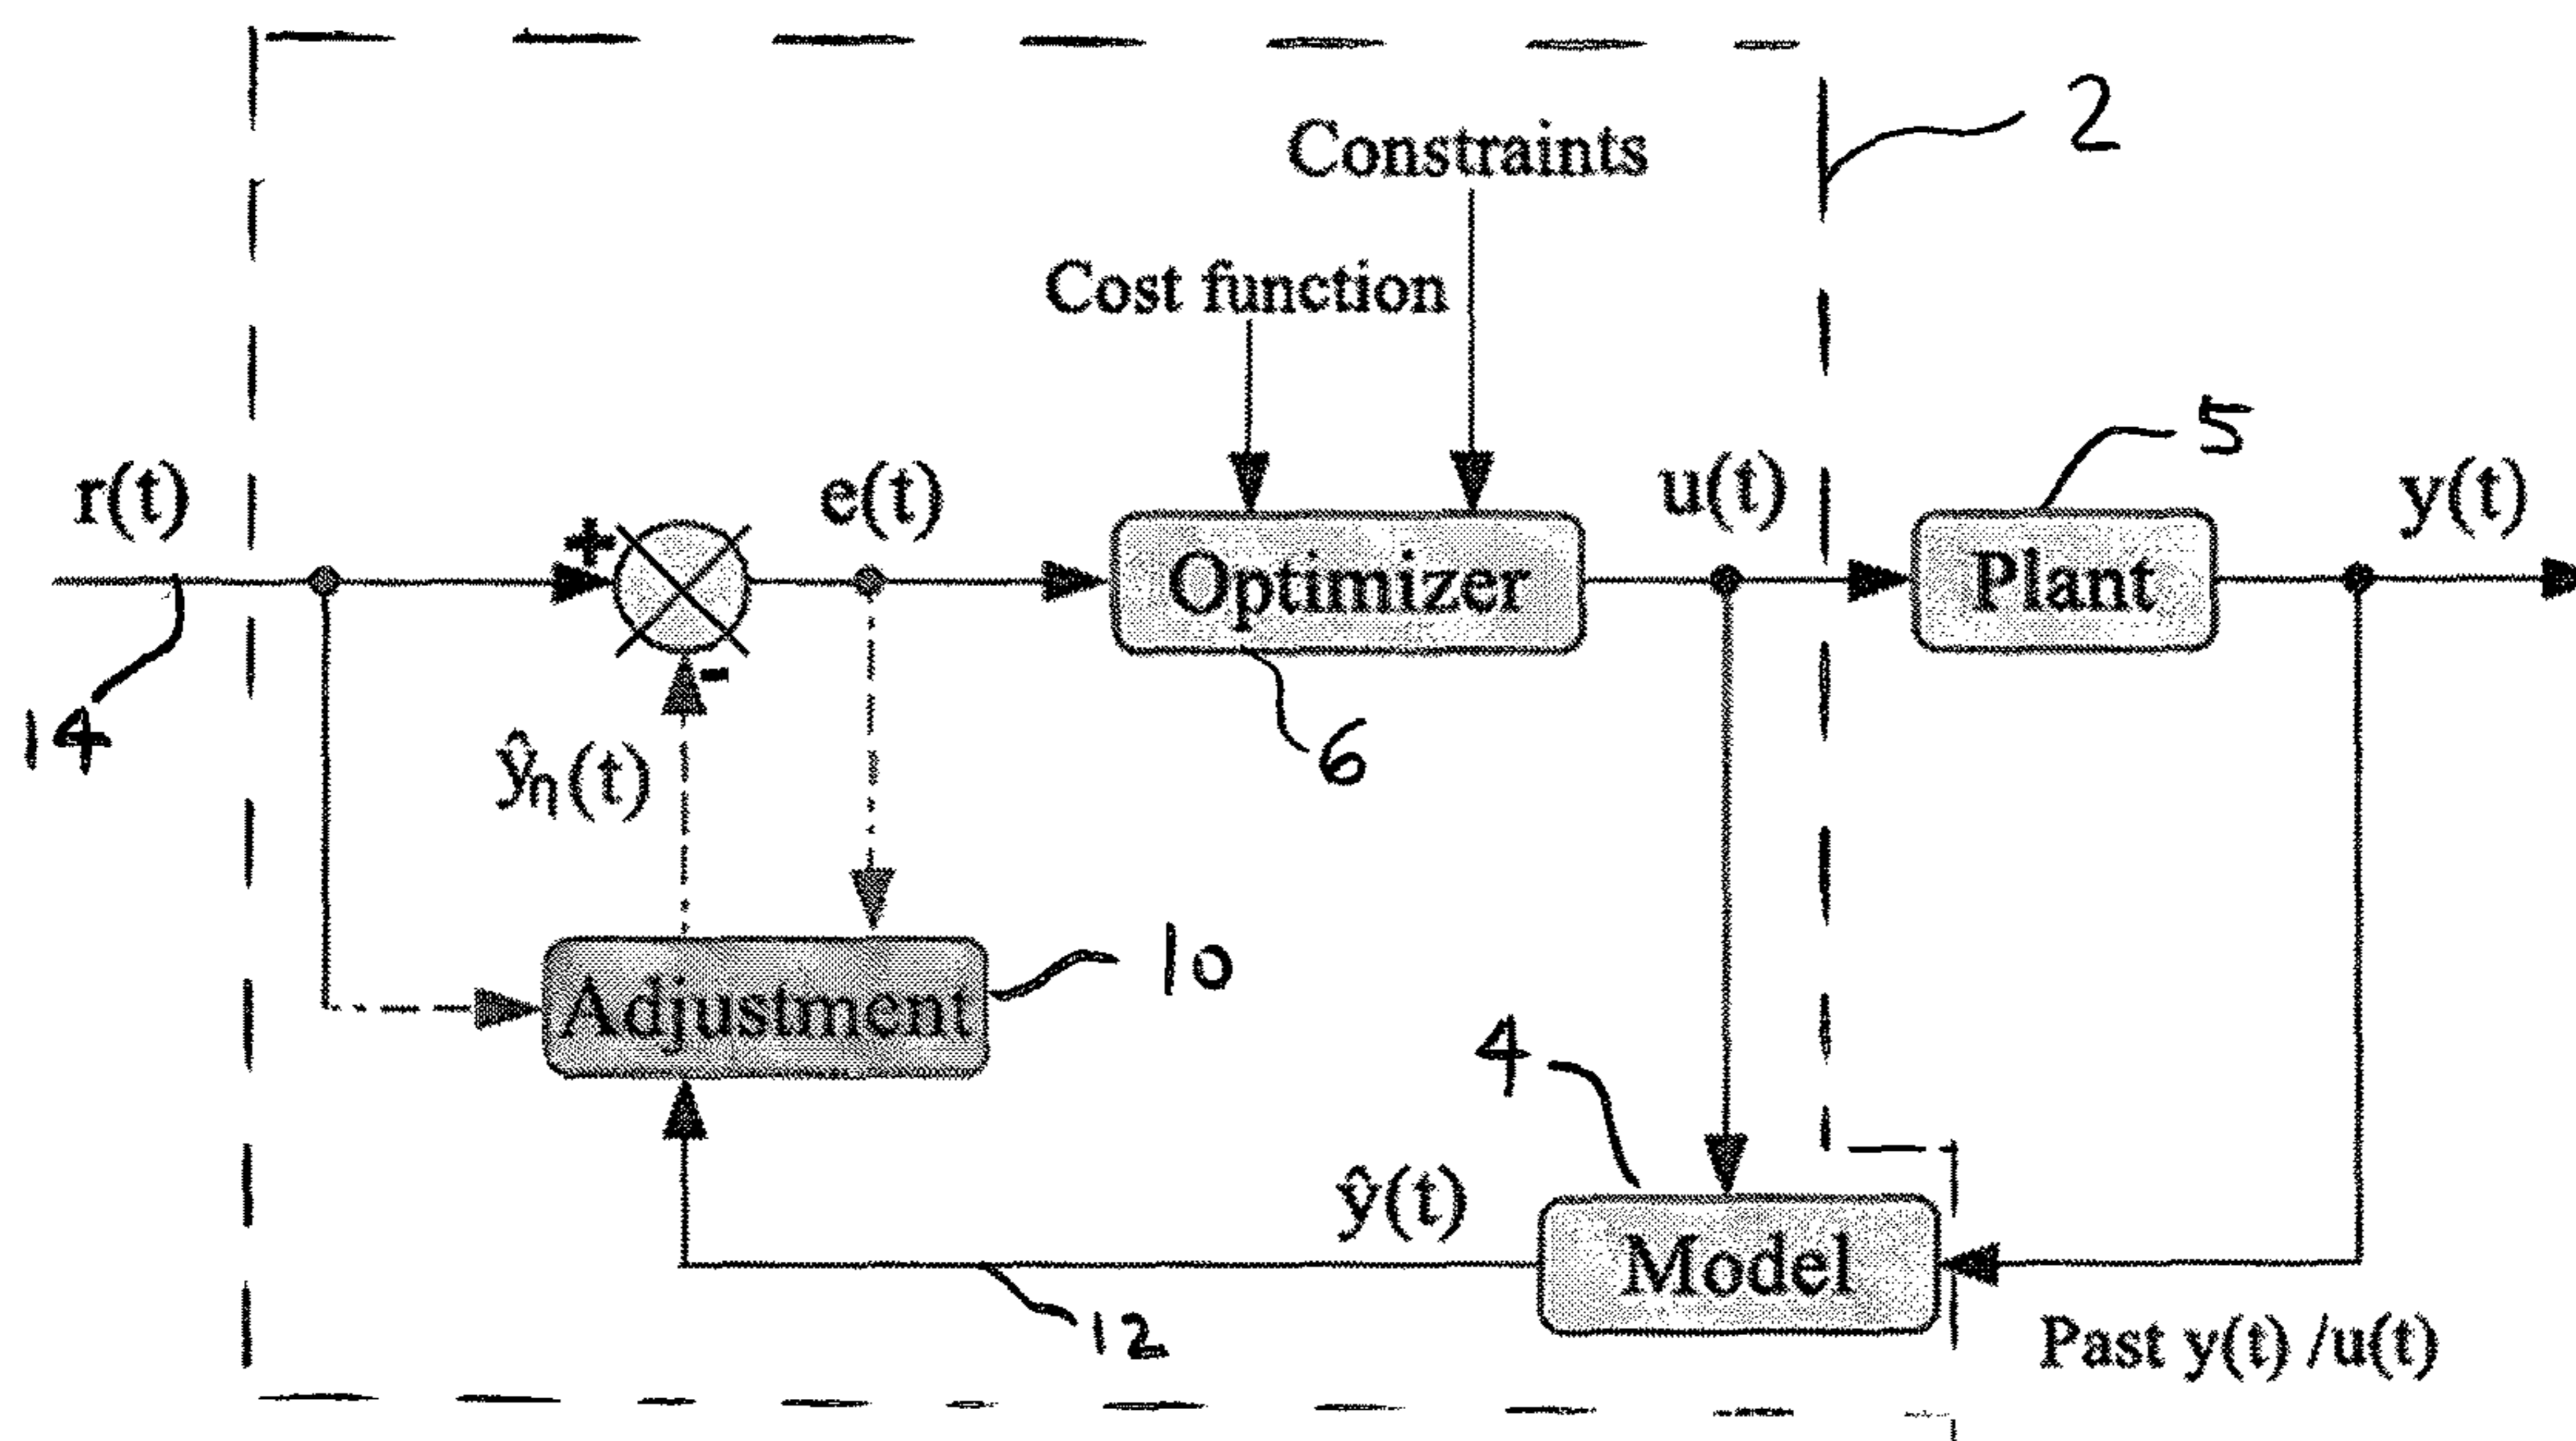 2
Constraints
Cost function
5
r(t)
+
e(t)
u(t)
y(t)
Optimizer
Plant
-
14
6
ŷn(t)
10
Adjustment
4
ŷ(t)
Model
12
Past y(t) /u(t)